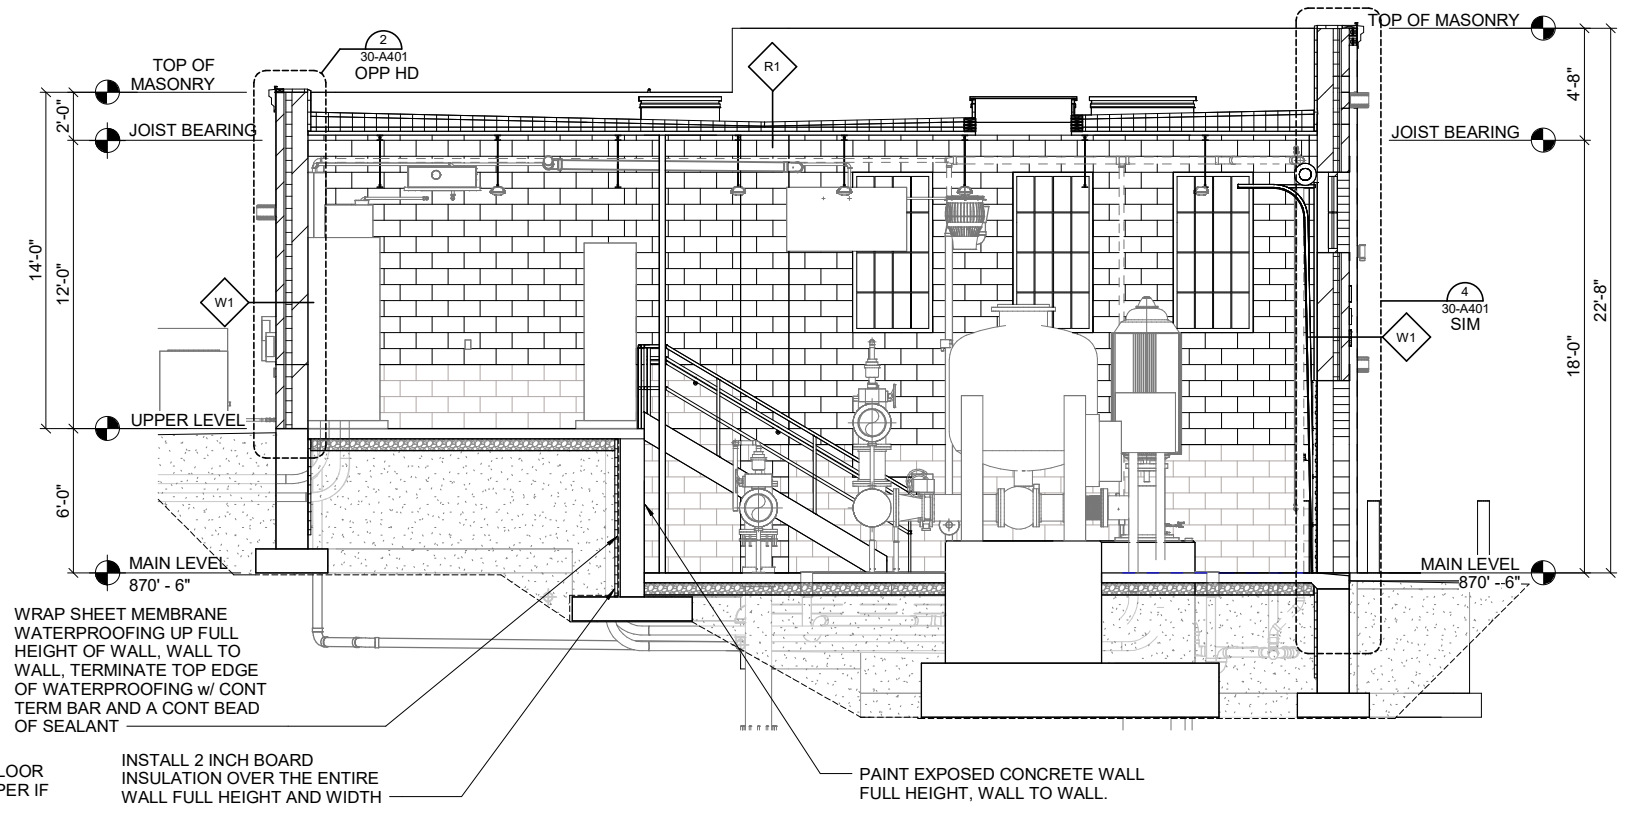 TOP OF MASONRY
2
30-A401
OPP HD
TOP OF
MASONRY
R1
4'-8"
2'-0"
JOIST BEARING
JOIST BEARING
14'-0"
12'-0"
22'-8"
W1
4
30-A401
SIM
W1
18'-0"
UPPER LEVEL
6'-0"
MAIN LEVEL
870' - 6"
MAIN LEVEL
870' - 6"
WRAP SHEET MEMBRANE
WATERPROOFING UP FULL
HEIGHT OF WALL, WALL TO
WALL, TERMINATE TOP EDGE
OF WATERPROOFING w/ CONT
TERM BAR AND A CONT BEAD
OF SEALANT
LOOR
PER IF
INSTALL 2 INCH BOARD
INSULATION OVER THE ENTIRE
WALL FULL HEIGHT AND WIDTH
PAINT EXPOSED CONCRETE WALL
FULL HEIGHT, WALL TO WALL.